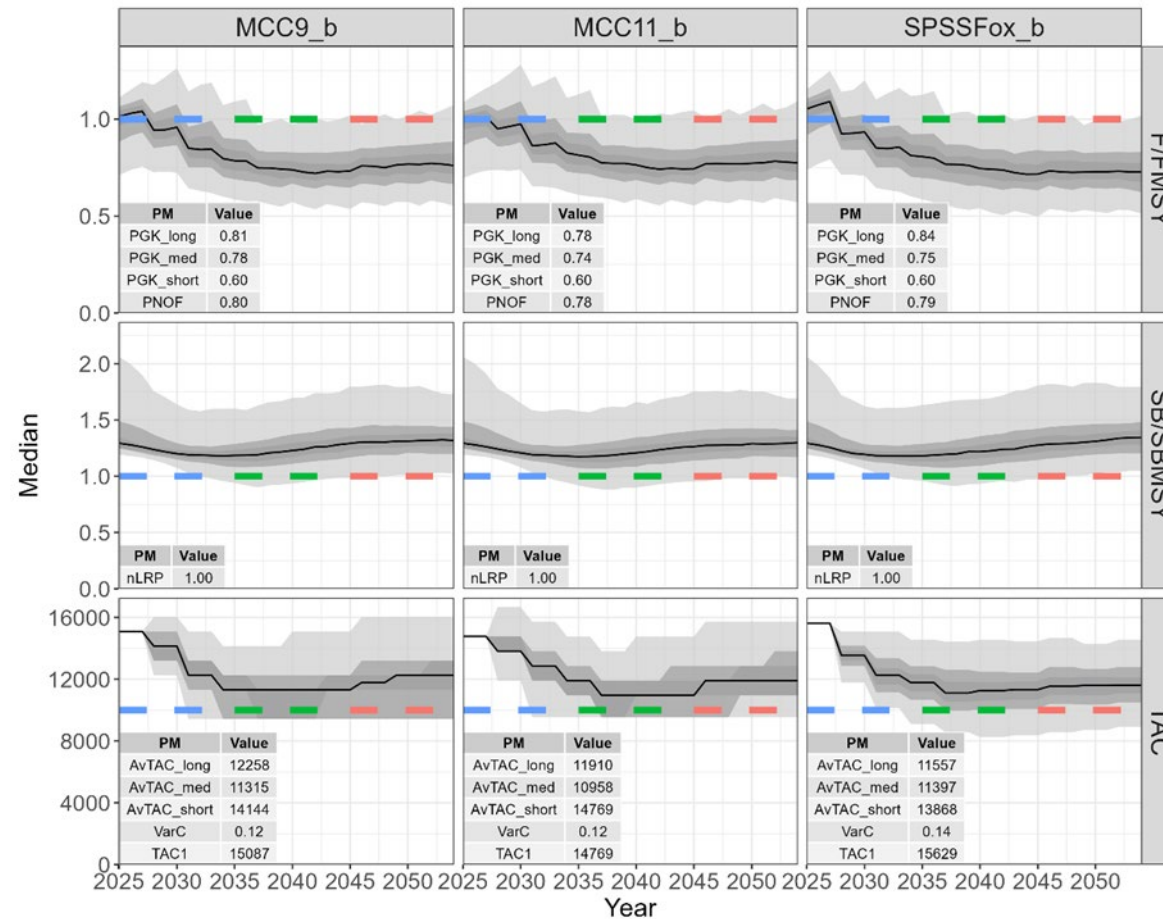 MCC9_b MCC11_b SPSSFox_b
F/FMSY
1.0
0.5
0.0
PM Value
PGK_long 0.81
PGK_med 0.78
PGK_short 0.60
PNOF 0.80
PM Value
PGK_long 0.78
PGK_med 0.74
PGK_short 0.60
PNOF 0.78
PM Value
PGK_long 0.84
PGK_med 0.75
PGK_short 0.60
PNOF 0.79
Median
SB/SBMSY
2.0
1.5
1.0
0.5
0.0
PM Value
nLRP 1.00
PM Value
nLRP 1.00
PM Value
nLRP 1.00
TAC
16000
12000
8000
4000
0
PM Value
AvTAC_long 12258
AvTAC_med 11315
AvTAC_short 14144
VarC 0.12
TAC1 15087
PM Value
AvTAC_long 11910
AvTAC_med 10958
AvTAC_short 14769
VarC 0.12
TAC1 14769
PM Value
AvTAC_long 11557
AvTAC_med 11397
AvTAC_short 13868
VarC 0.14
TAC1 15629
2025 2030 2035 2040 2045 2050 2025 2030 2035 2040 2045 2050 2025 2030 2035 2040 2045 2050
Year